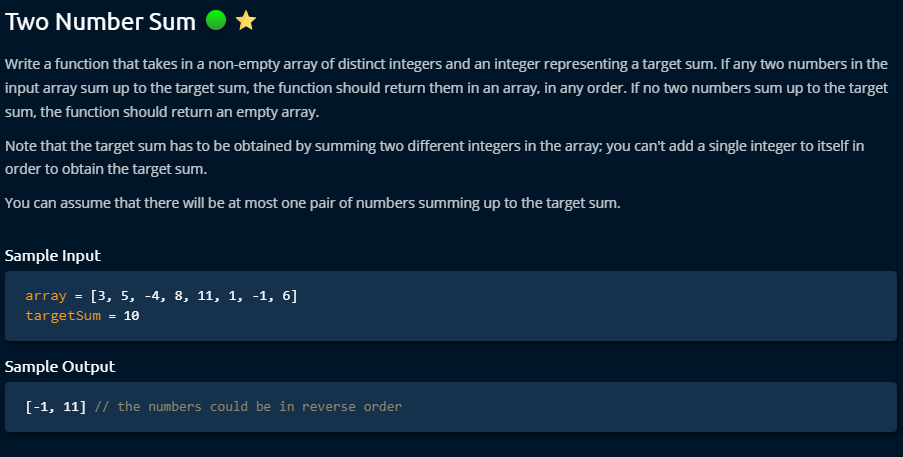 Two Number Sum
Write a function that takes in a non-empty array of distinct integers and an integer representing a target sum. If any two numbers in the
input array sum up to the target sum, the function should return them in an array, in any order. If no two numbers sum up to the target
sum, the function should return an empty array.
Note that the target sum has to be obtained by summing two different integers in the array; you can't add a single integer to itself in
order to obtain the target sum.
You can assume that there will be at most one pair of numbers summing up to the target sum.
Sample Input
array = [3, 5, -4, 8, 11, 1, -1, 6]
targetSum = 10
Sample Output
[-1, 11] // the numbers could be in reverse order